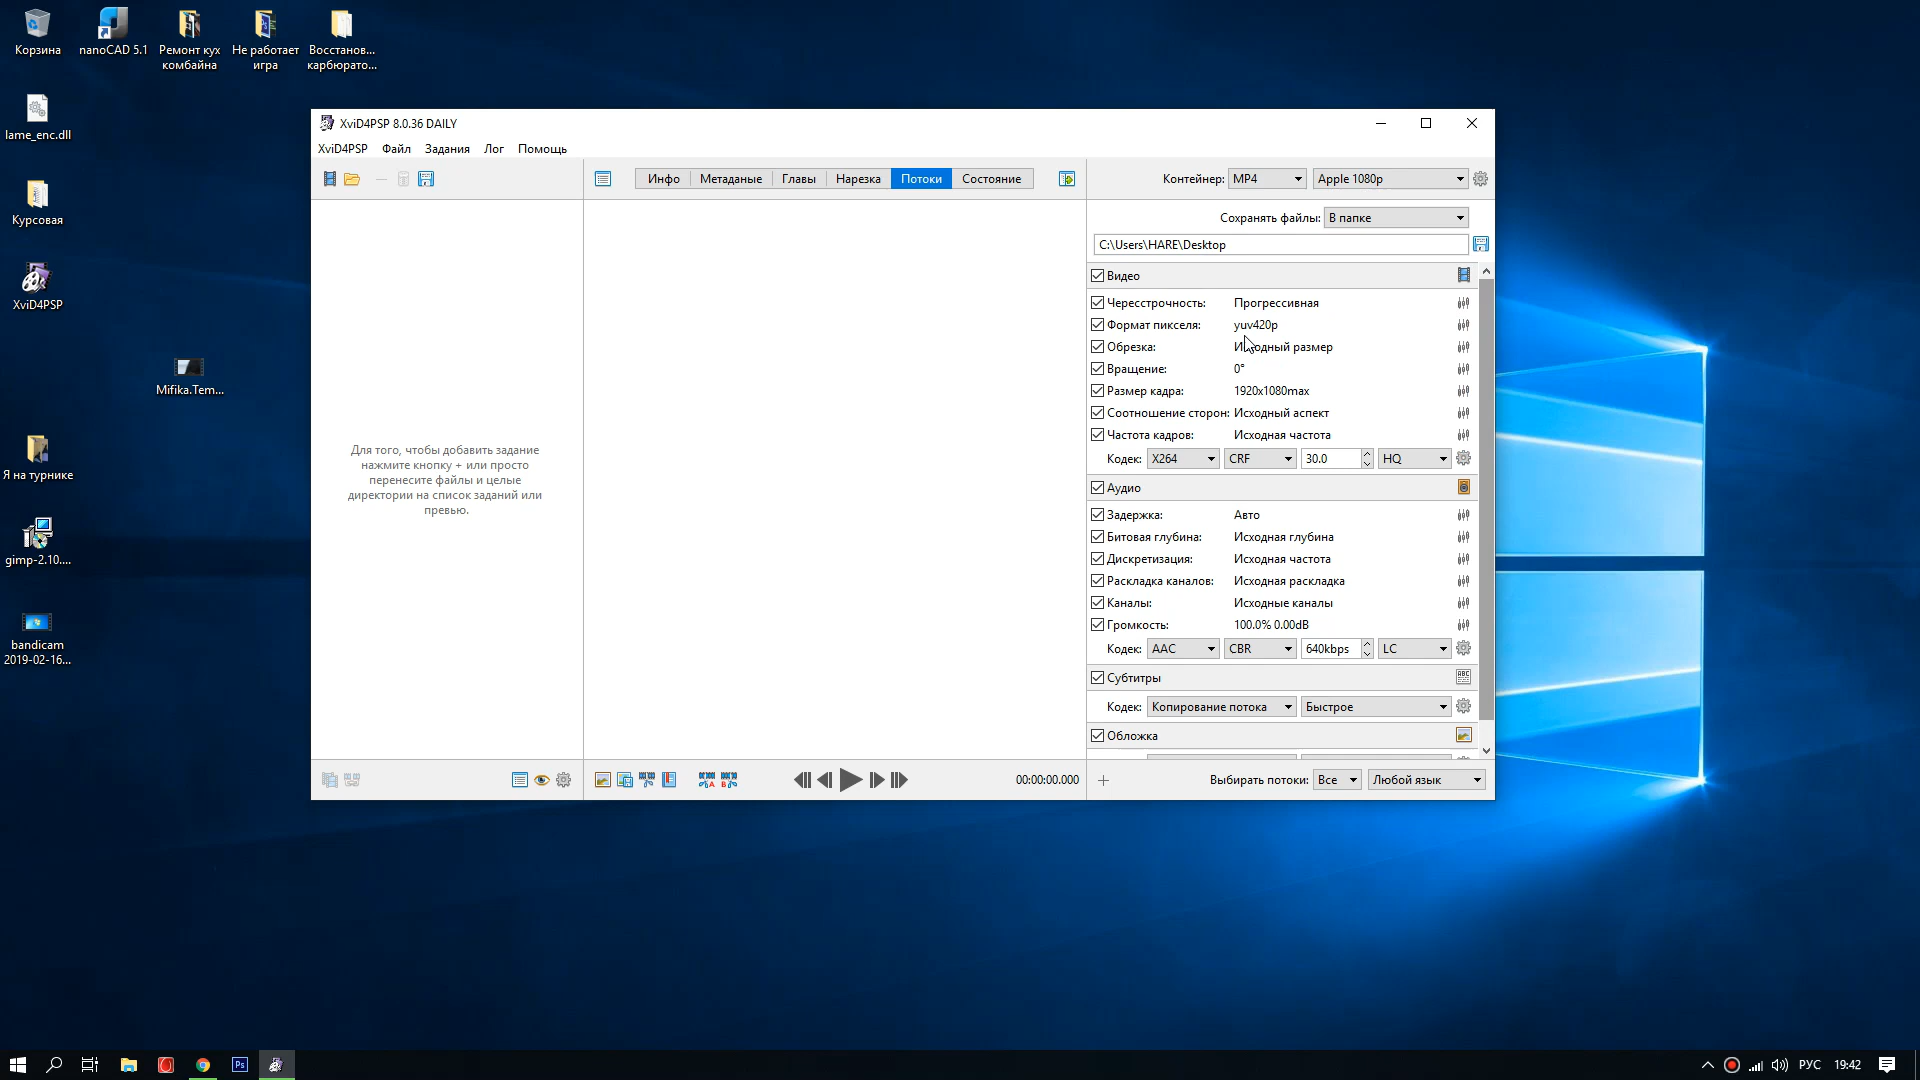 Корзина
nanoCAD 5.1
Ремонт кух
комбайна
Не работает
игра
Восстанов...
карбюрато...
lame_enc.dll
Курсовая
XviD4PSP
Mifika.Tem...
Я на турнике
gimp-2.10....
bandicam
2019-02-16...
XviD4PSP 8.0.36 DAILY
XviD4PSP Файл Задания Лог Помощь
Инфо Метаданые Главы Нарезка Потоки Состояние
Контейнер: MP4 Apple 1080p
Сохранять файлы: В папке
C:\Users\HARE\Desktop
Видео
Чересстрочность: Прогрессивная
Формат пикселя: yuv420p
Обрезка: Исходный размер
Вращение: 0°
Размер кадра: 1920x1080max
Соотношение сторон: Исходный аспект
Частота кадров: Исходная частота
Кодек: X264 CRF 30.0 HQ
Аудио
Задержка: Авто
Битовая глубина: Исходная глубина
Дискретизация: Исходная частота
Раскладка каналов: Исходная раскладка
Каналы: Исходные каналы
Громкость: 100.0% 0.00dB
Кодек: AAC CBR 640kbps LC
Субтитры
ABC
Кодек: Копирование потока Быстрое
Обложка
Для того, чтобы добавить задание
нажмите кнопку + или просто
перенесите файлы и целые
директории на список заданий или
превью.
00:00:00.000
Выбирать потоки: Все Любой язык
Ps
РУС 19:42